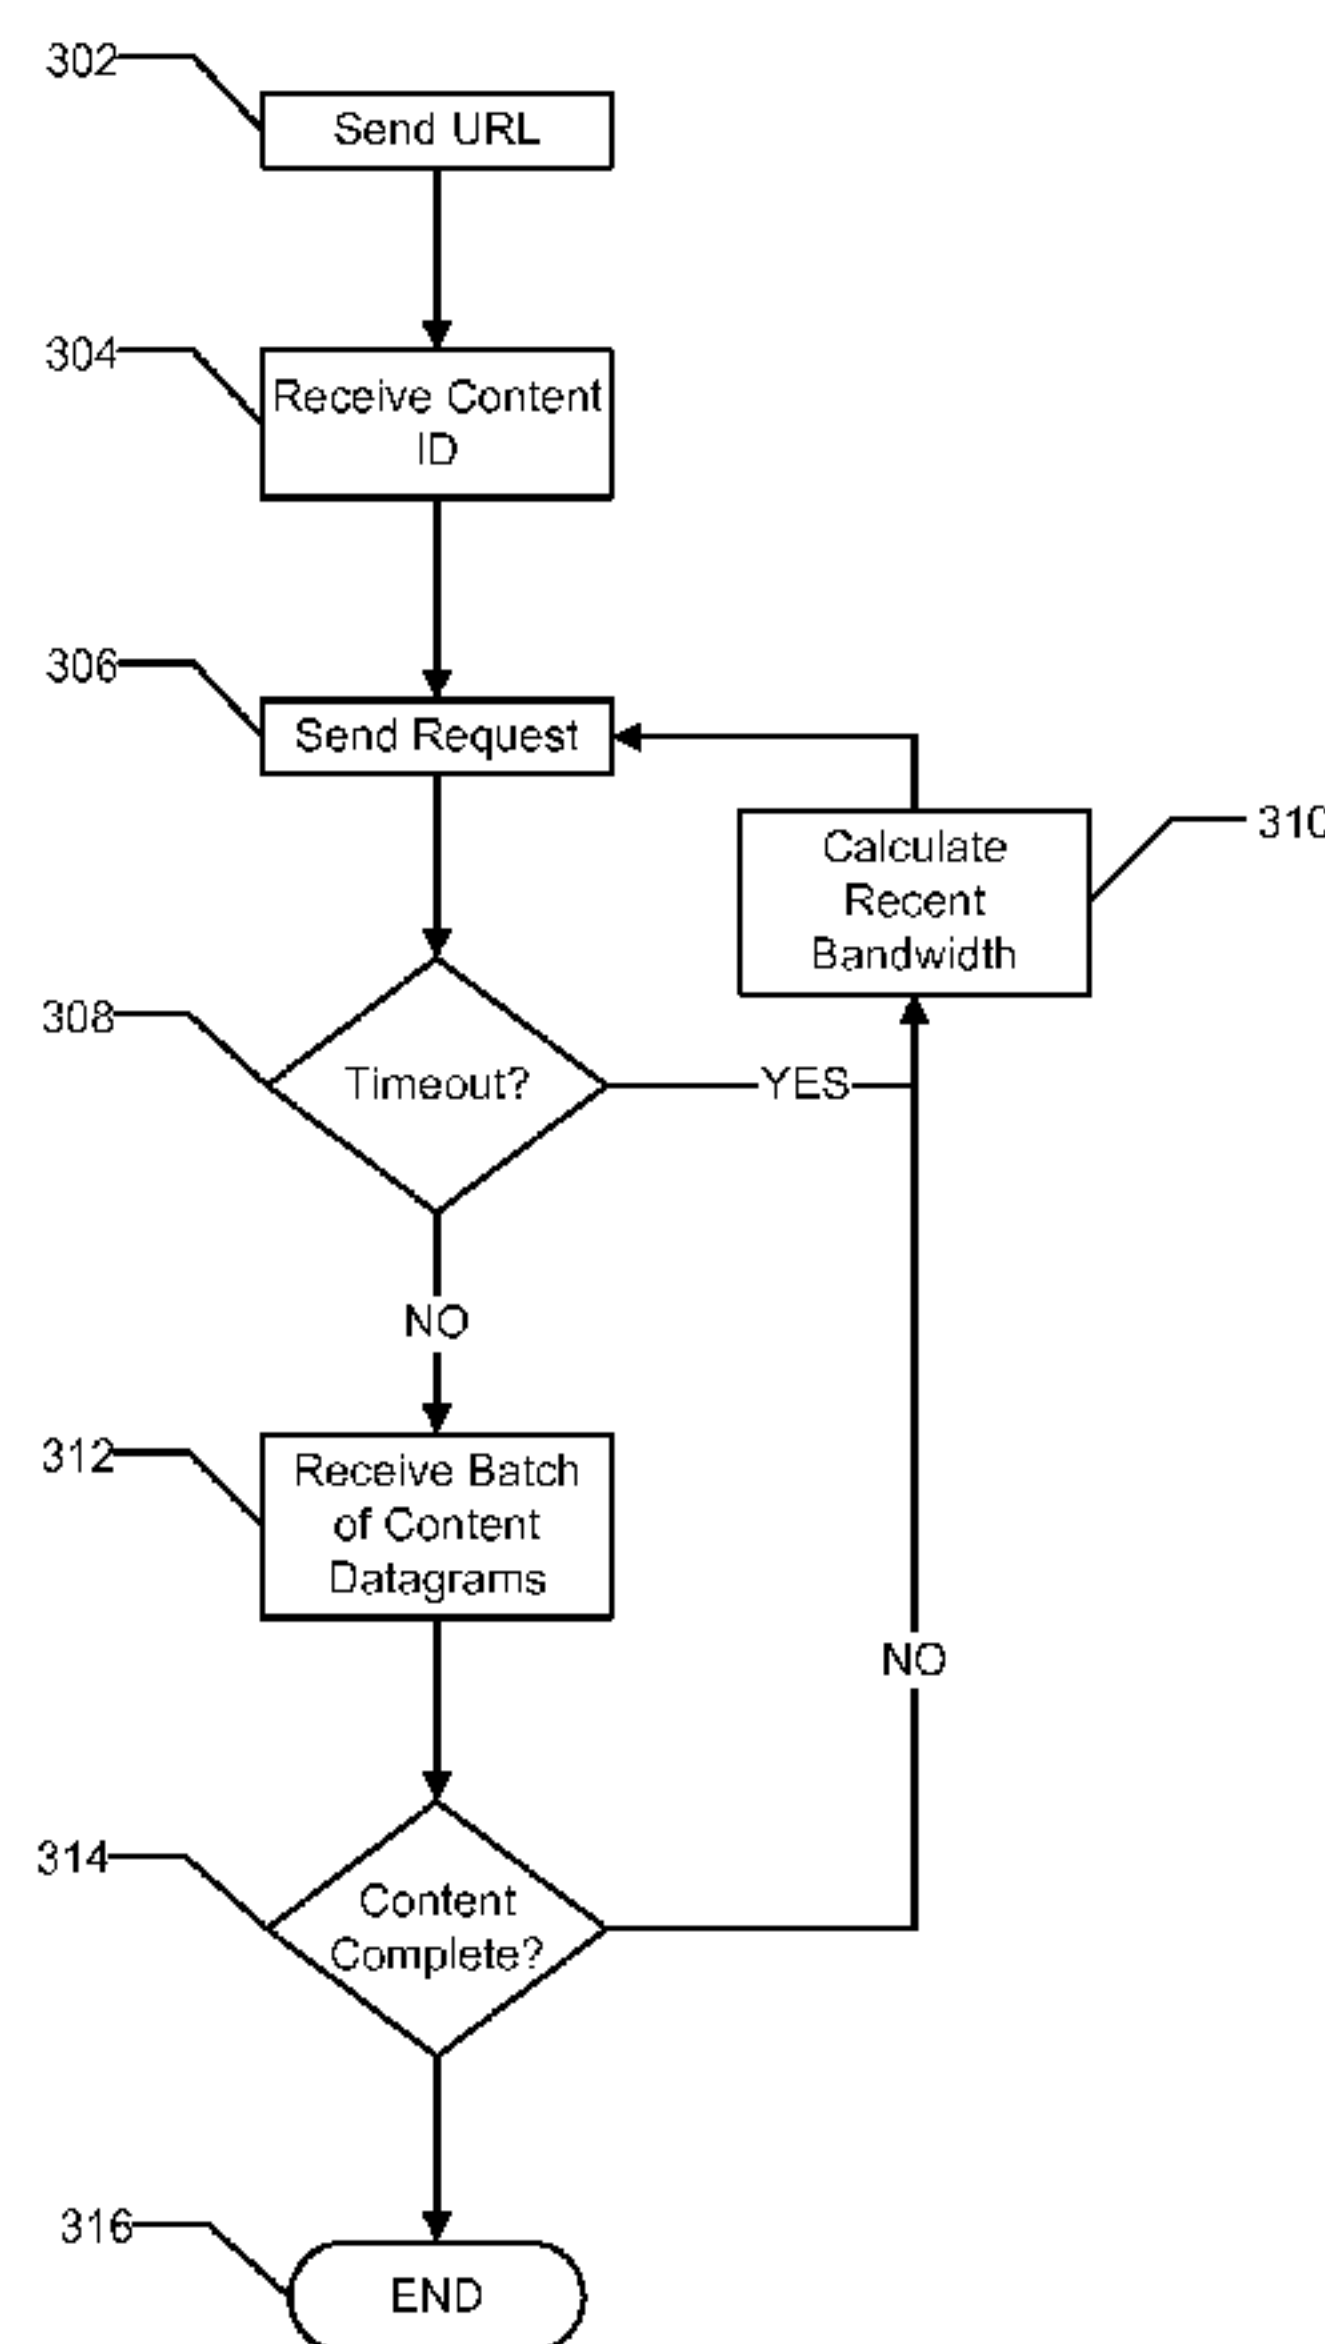 302
Send URL
304
Receive Content
ID
306
Send Request
310
Calculate
Recent
Bandwidth
308
Timeout?
YES
NO
312
Receive Batch
of Content
Datagrams
NO
314
Content
Complete?
316
END